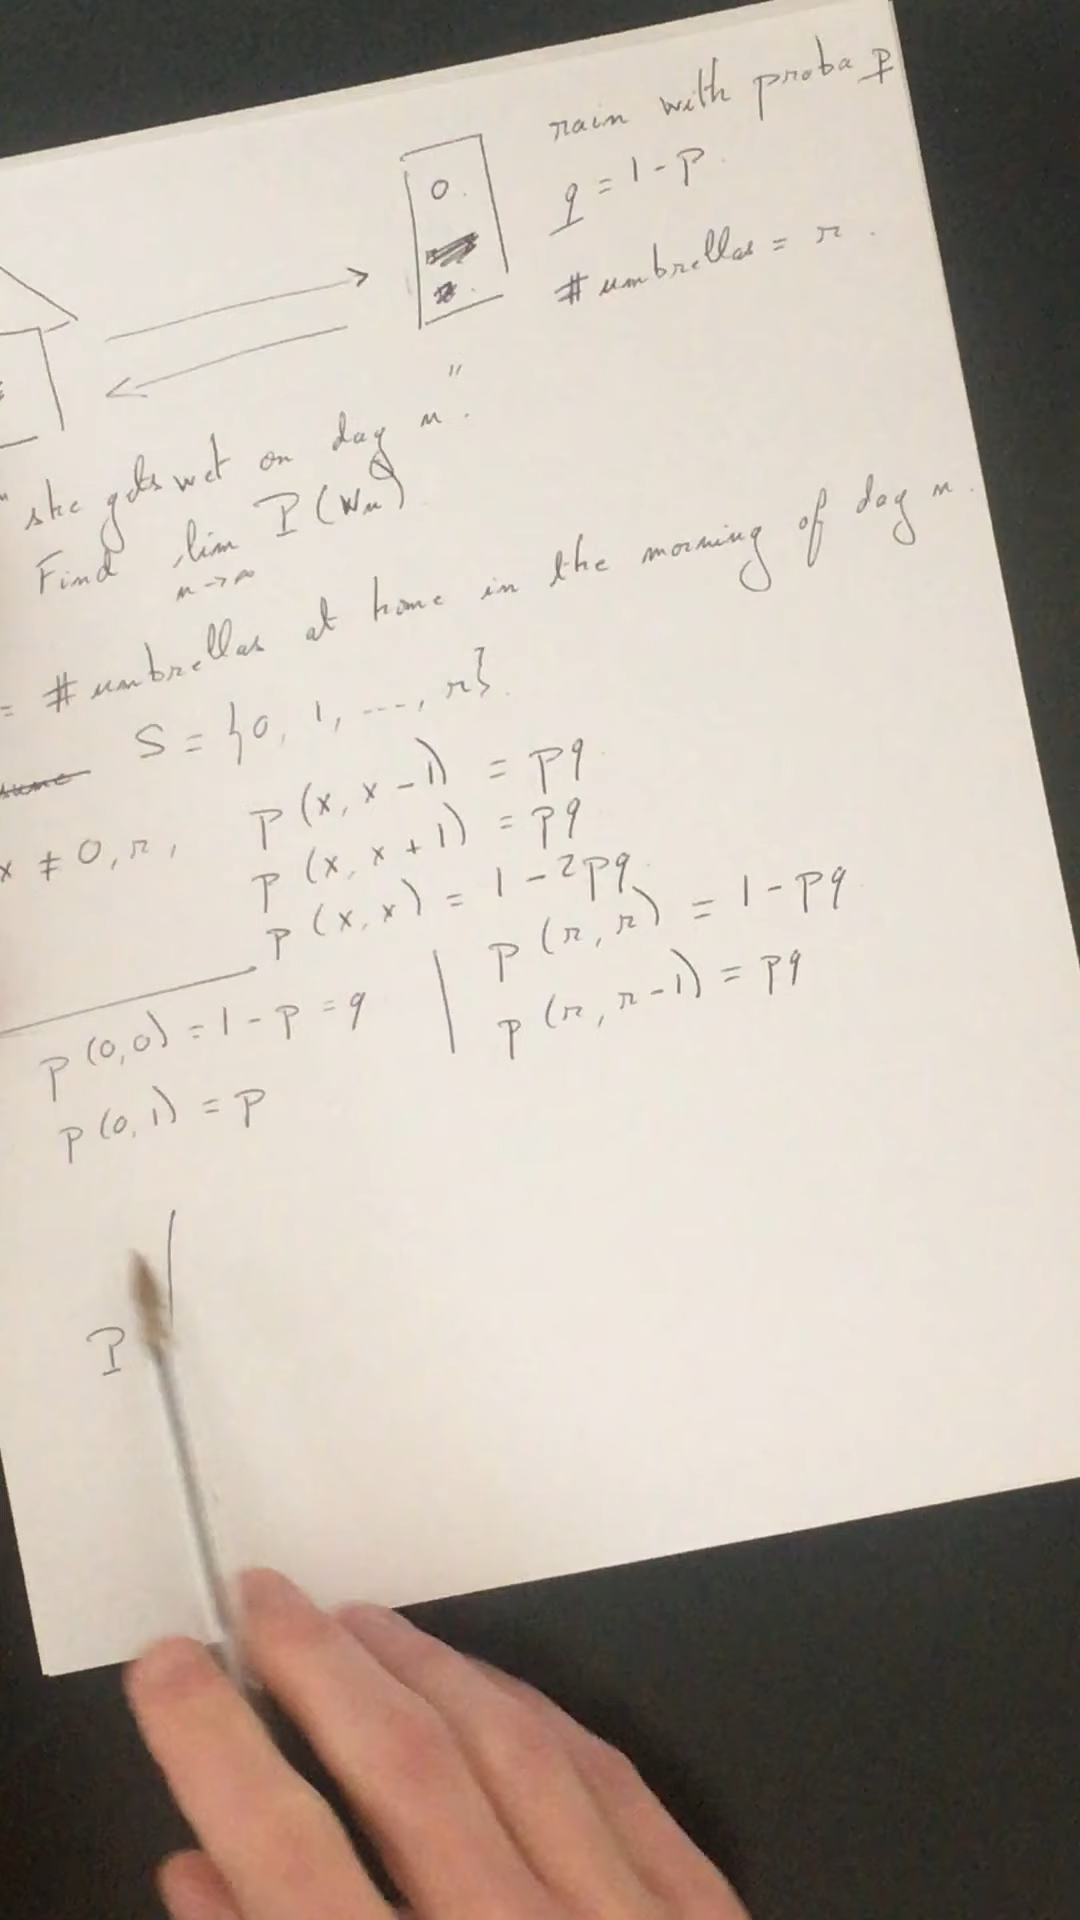 rain with proba p
q = 1 - p.
# umbrellas = r.
O.
"she gets wet on day n."
Find lim P(Wn)
n→∞
= # umbrellas at home in the morning of day n.
S = {0, 1, ..., r}.
x ≠ 0, r, p(x, x-1) = pq
p(x, x+1) = pq
p(x, x) = 1 - 2pq.
p(0,0) = 1 - p = q | p(r, r) = 1 - pq
p(0,1) = p | p(r, r-1) = pq
P